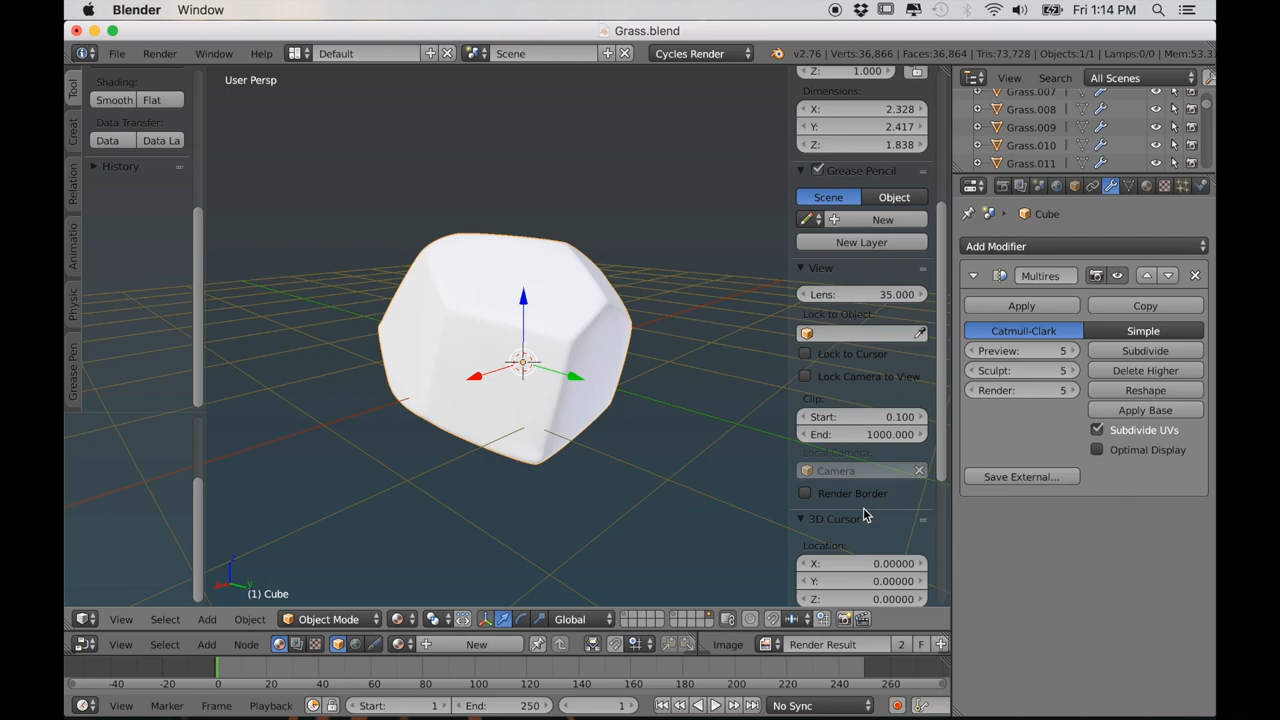 Blender Window Fri 1:14 PM
Grass.blend
File Render Window Help Default Scene Cycles Render v2.76 | Verts:36,866 | Faces:36,864 | Tris:73,728 | Objects:1/1 | Lamps:0/0 | Mem:53.3
Tool
Creat
Relation
Animatio
Physic
Grease Pen
Shading:
Smooth Flat
Data Transfer:
Data Data La
History
User Persp
(1) Cube
Z: 1.000
Dimensions:
X: 2.328
Y: 2.417
Z: 1.838
Grease Pencil
Scene Object
New
New Layer
View
Lens: 35.000
Lock to Object:
Lock to Cursor
Lock Camera to View
Clip:
Start: 0.100
End: 1000.000
Local Camera:
Camera
Render Border
3D Cursor
Location:
X: 0.00000
Y: 0.00000
Z: 0.00000
View Search All Scenes
Grass.007
Grass.008
Grass.009
Grass.010
Grass.011
Cube
Add Modifier
Multires
Apply Copy
Catmull-Clark Simple
Preview: 5 Subdivide
Sculpt: 5 Delete Higher
Render: 5 Reshape
Apply Base
Subdivide UVs
Optimal Display
Save External...
View Select Add Object Object Mode Global
View Select Add Node New Image Render Result 2 F
-40 -20 0 20 40 60 80 100 120 140 160 180 200 220 240 260
View Marker Frame Playback Start: 1 End: 250 1 No Sync